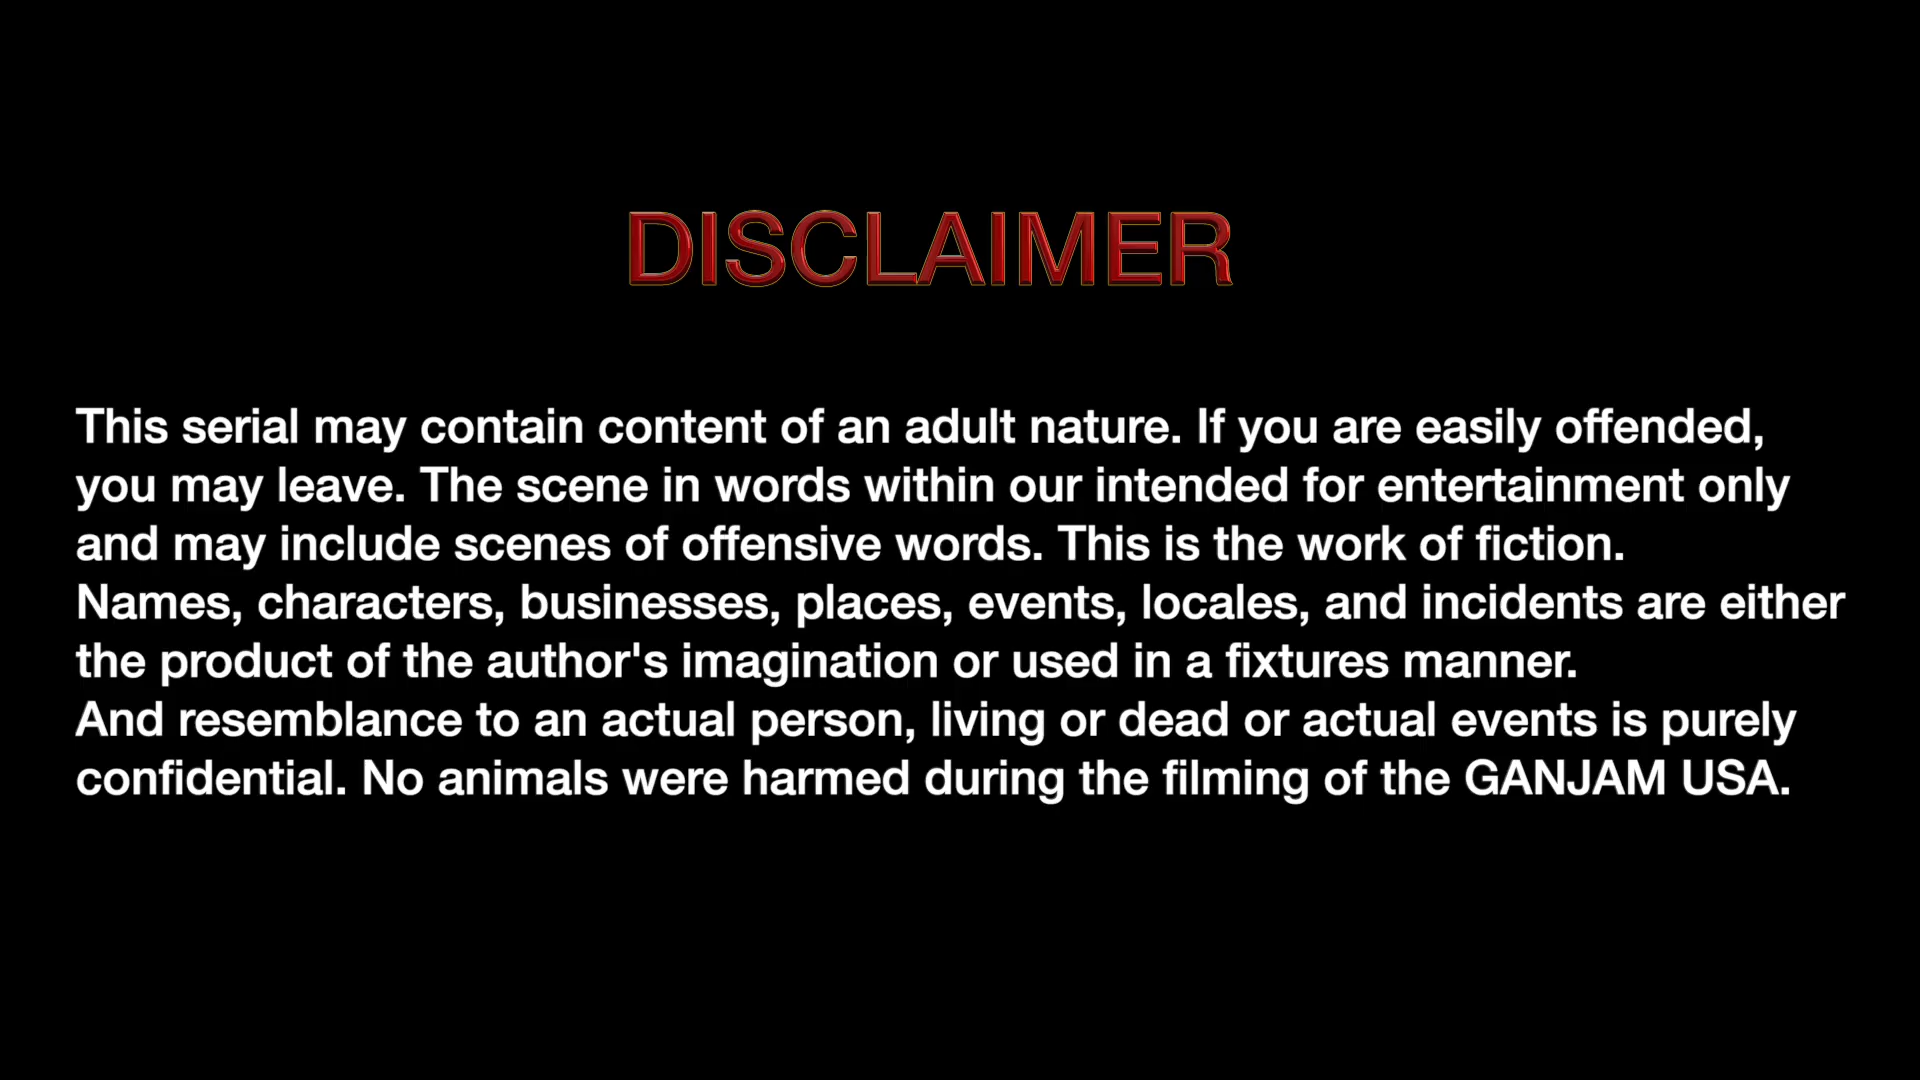 DISCLAIMER
This serial may contain content of an adult nature. If you are easily offended,
you may leave. The scene in words within our intended for entertainment only
and may include scenes of offensive words. This is the work of fiction.
Names, characters, businesses, places, events, locales, and incidents are either
the product of the author's imagination or used in a fixtures manner.
And resemblance to an actual person, living or dead or actual events is purely
confidential. No animals were harmed during the filming of the GANJAM USA.